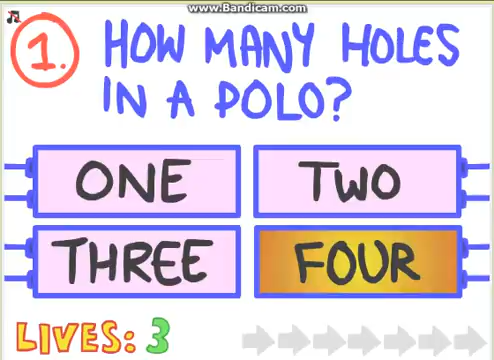 www.Bandicam.com
1. HOW MANY HOLES
IN A POLO?
ONE TWO
THREE FOUR
LIVES: 3